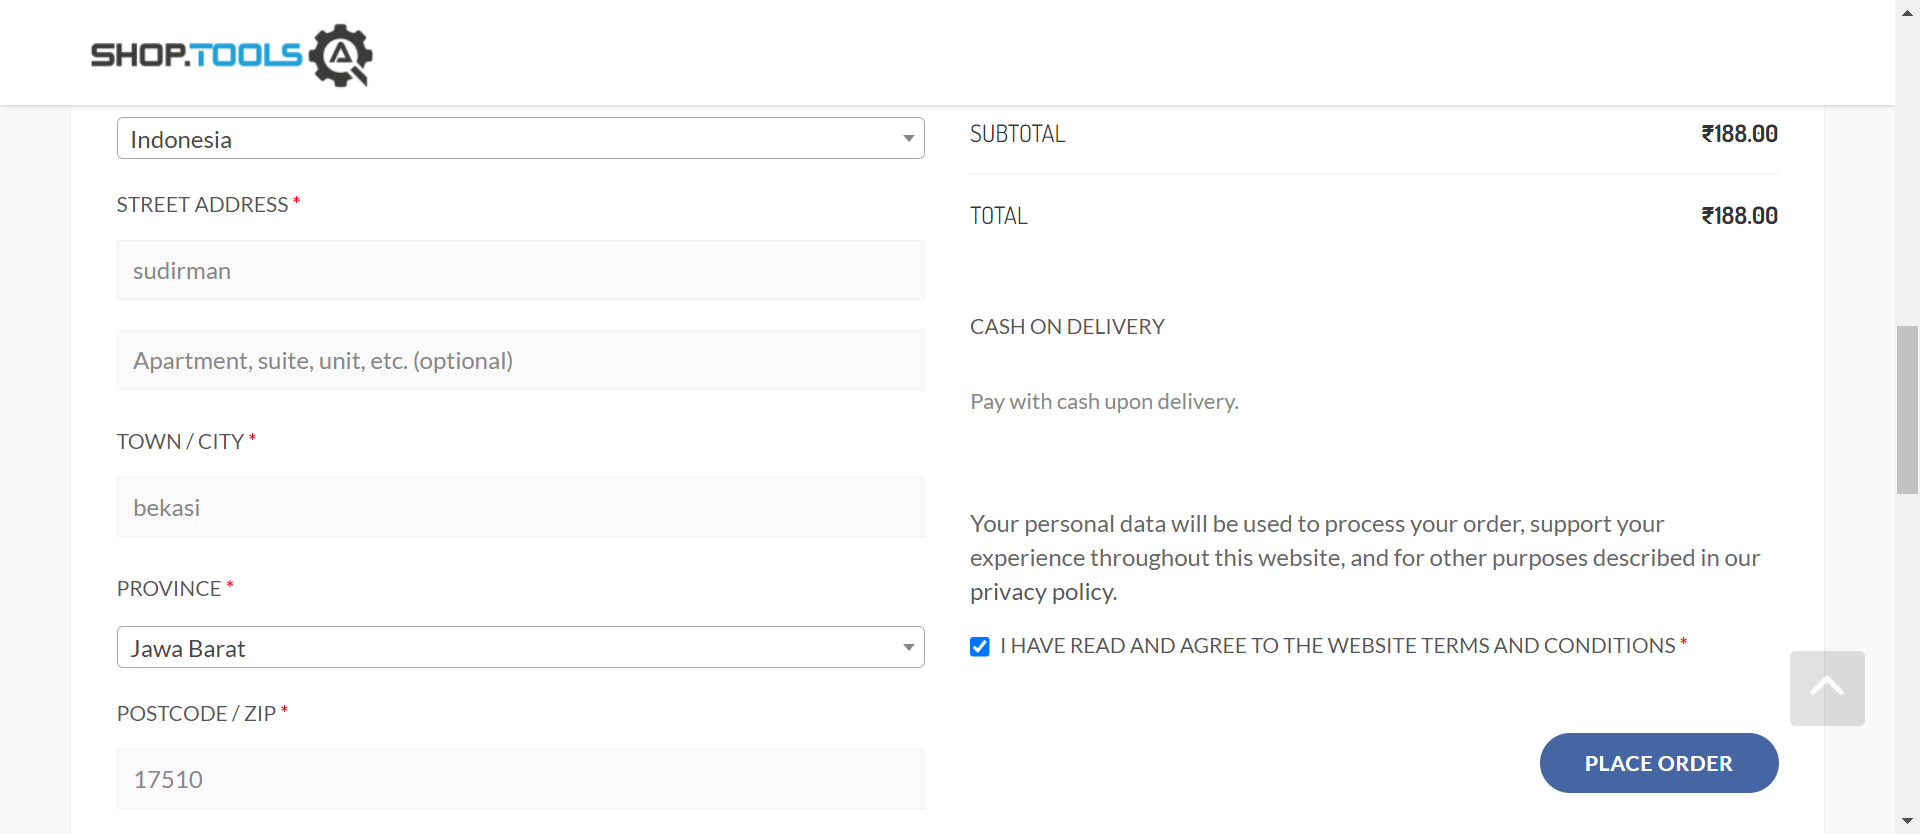 SHOP.TOOLS
Indonesia
STREET ADDRESS *
sudirman
Apartment, suite, unit, etc. (optional)
TOWN / CITY *
bekasi
PROVINCE *
Jawa Barat
POSTCODE / ZIP *
17510
SUBTOTAL ₹188.00
TOTAL ₹188.00
CASH ON DELIVERY
Pay with cash upon delivery.
Your personal data will be used to process your order, support your
experience throughout this website, and for other purposes described in our
privacy policy.
I HAVE READ AND AGREE TO THE WEBSITE TERMS AND CONDITIONS *
PLACE ORDER